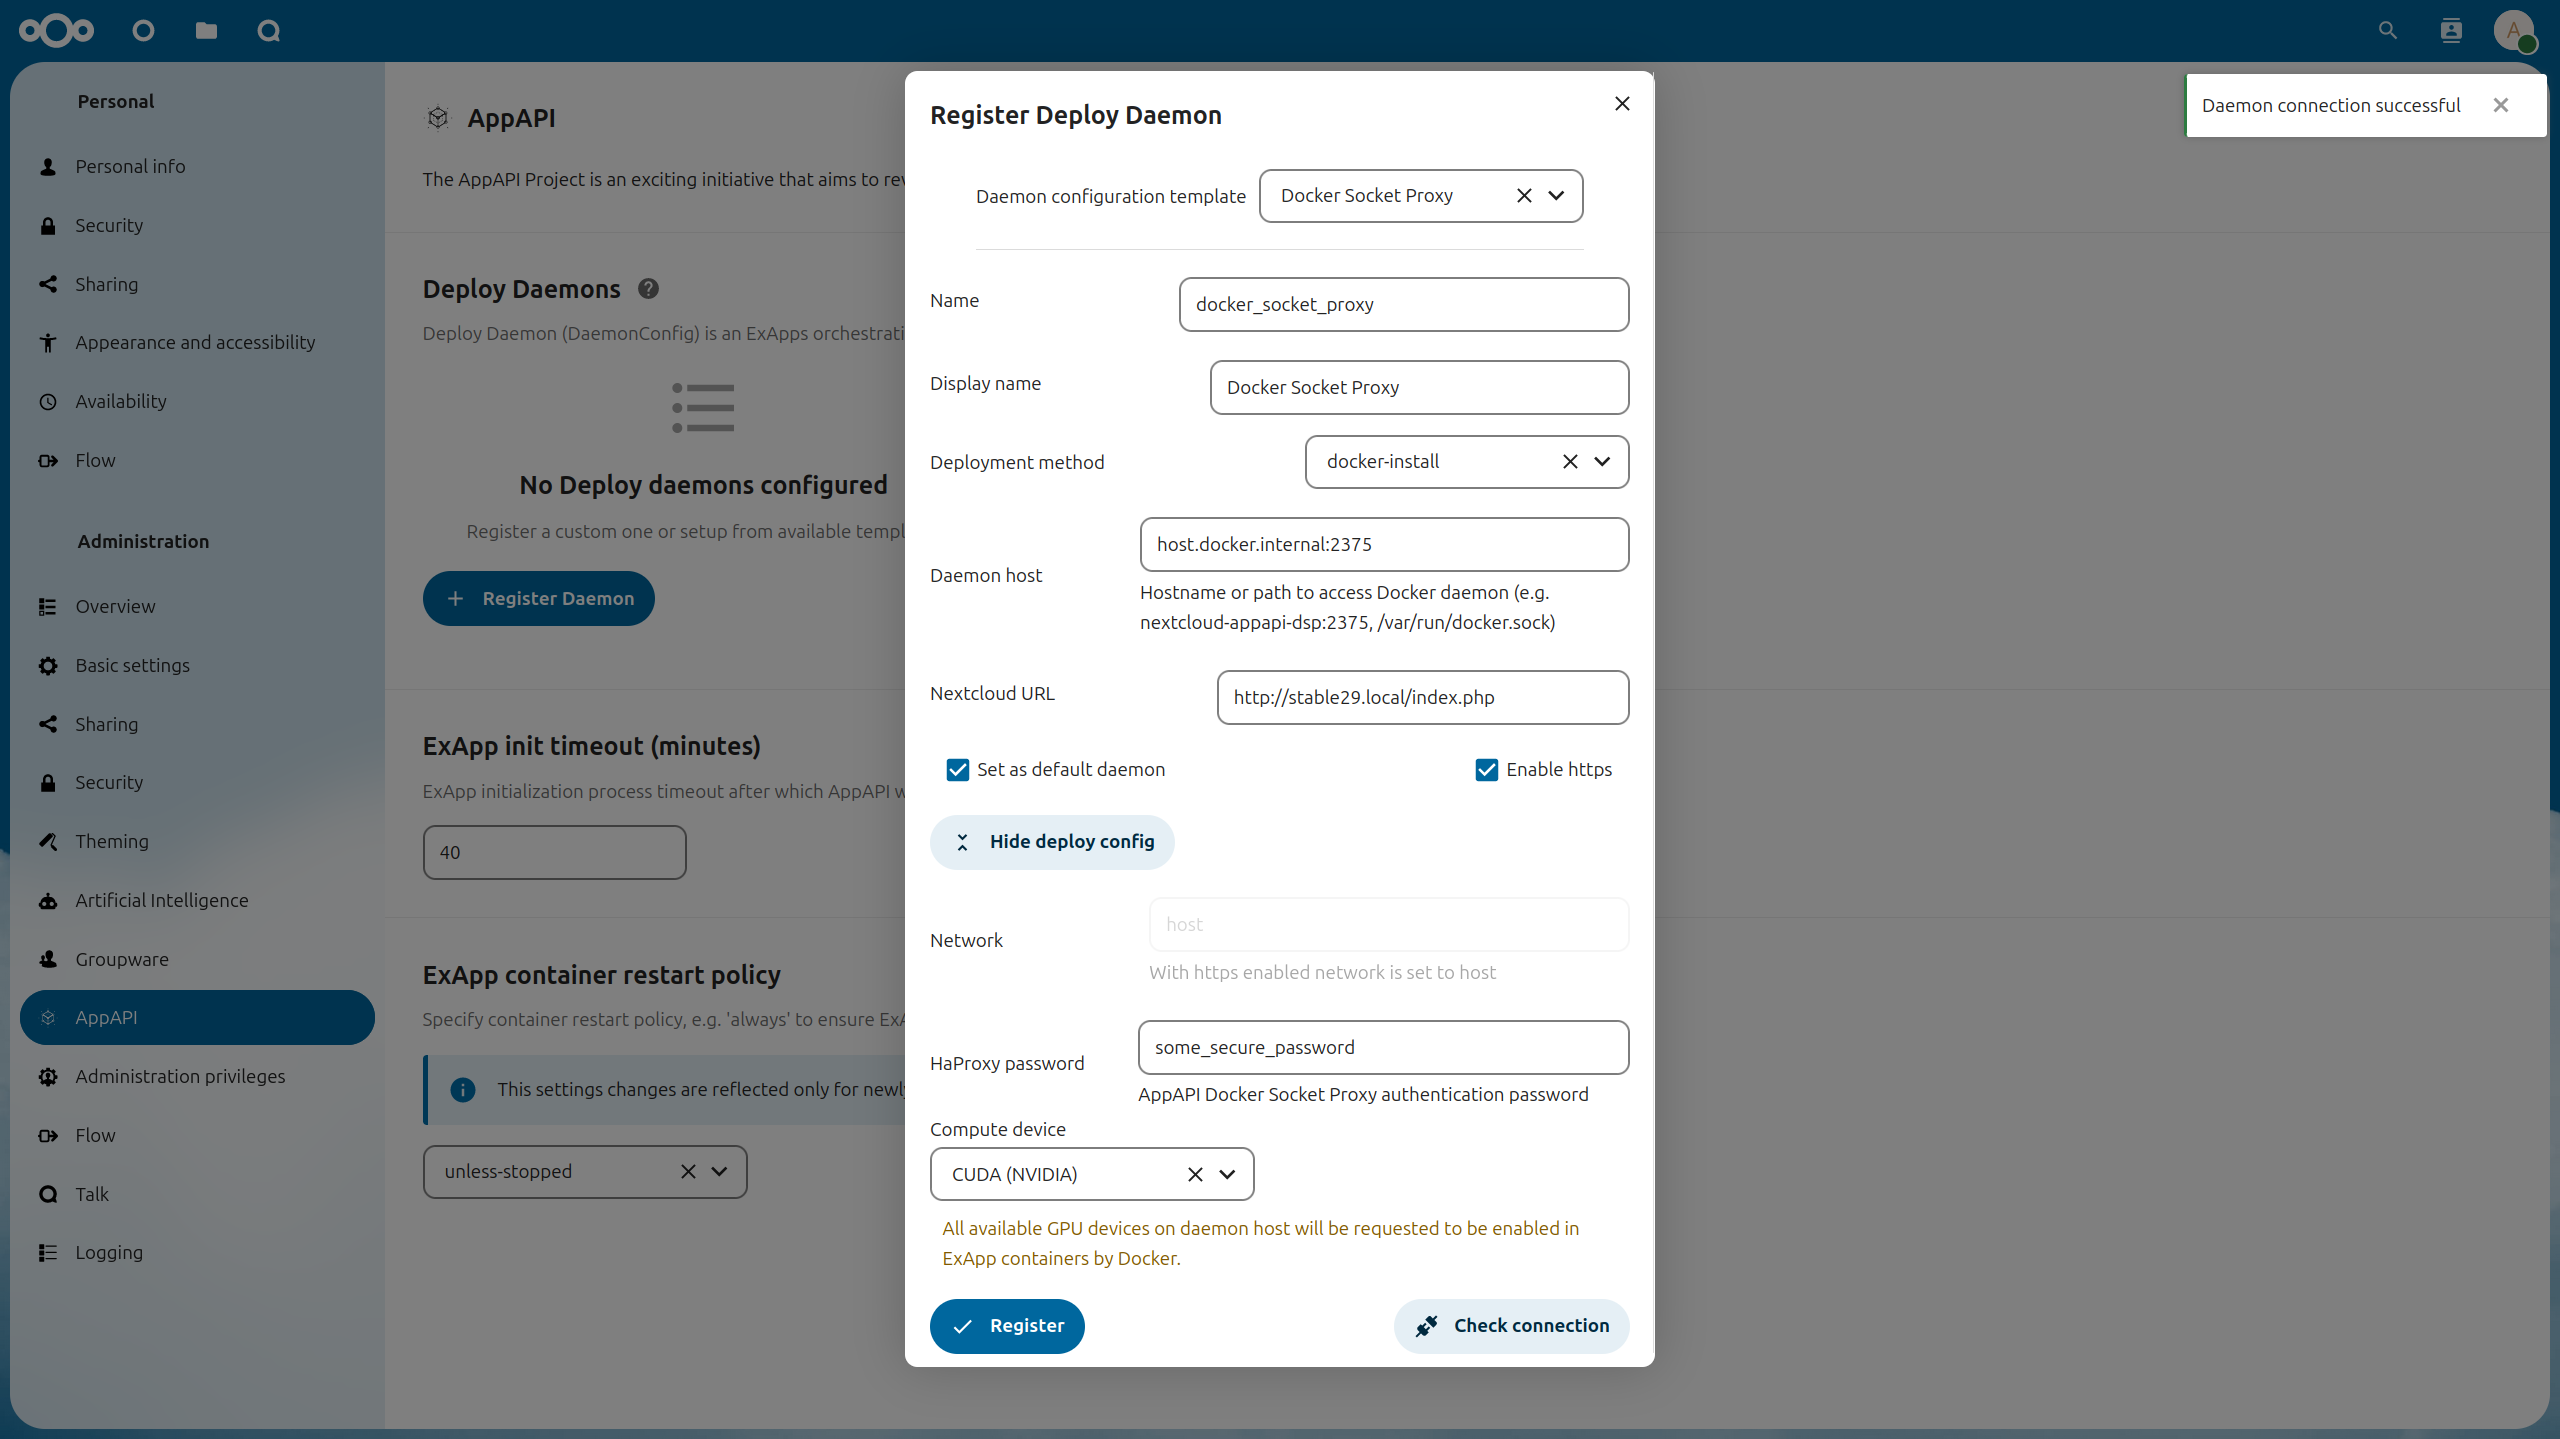 Personal
Personal info
Security
Sharing
Appearance and accessibility
Availability
Flow
Administration
Overview
Basic settings
Sharing
Security
Theming
Artificial Intelligence
Groupware
AppAPI
Administration privileges
Flow
Talk
Logging
AppAPI
The AppAPI Project is an exciting initiative that aims to
Deploy Daemons
Deploy Daemon (DaemonConfig) is an ExApps
No Deploy daemons configured
Register a custom one or setup from available
Register Daemon
ExApp init timeout (minutes)
ExApp initialization process timeout after which AppAPI
40
ExApp container restart policy
Specify container restart policy, e.g. 'always' to ensure
This settings changes are reflected only for
unless-stopped
Register Deploy Daemon
Daemon configuration template Docker Socket Proxy
Name docker_socket_proxy
Display name Docker Socket Proxy
Deployment method docker-install
Daemon host host.docker.internal:2375
Hostname or path to access Docker daemon (e.g.
nextcloud-appapi-dsp:2375, /var/run/docker.sock)
Nextcloud URL http://stable29.local/index.php
Set as default daemon Enable https
Hide deploy config
Network host
With https enabled network is set to host
HaProxy password some_secure_password
AppAPI Docker Socket Proxy authentication password
Compute device
CUDA (NVIDIA)
All available GPU devices on daemon host will be requested to be enabled in
ExApp containers by Docker.
Register Check connection
A
Daemon connection successful